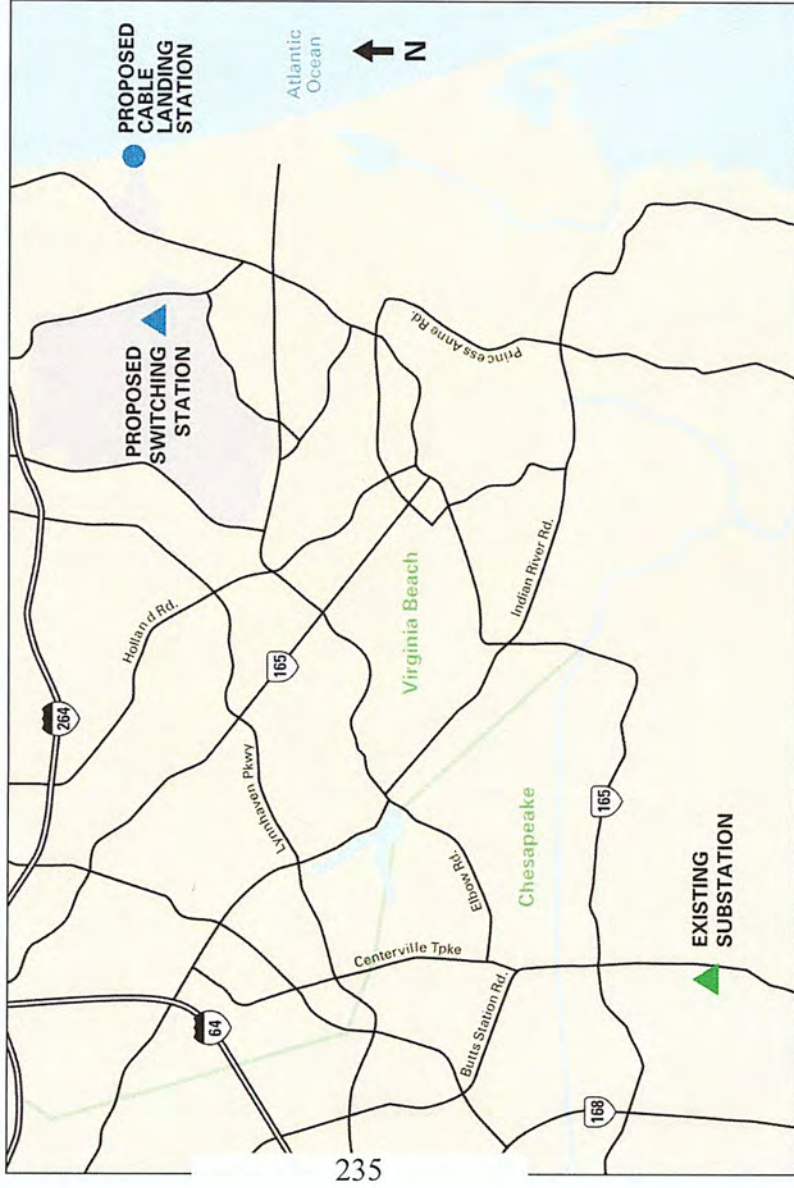 PROPOSED
CABLE
LANDING
STATION
Atlantic
Ocean
N
PROPOSED
SWITCHING
STATION
Princess Anne Rd.
Holland Rd.
264
165
Virginia Beach
Indian River Rd.
Lynnhaven Pkwy
Elbow Rd.
Chesapeake
165
Centerville Tpke
64
Butts Station Rd.
EXISTING
SUBSTATION
168
235